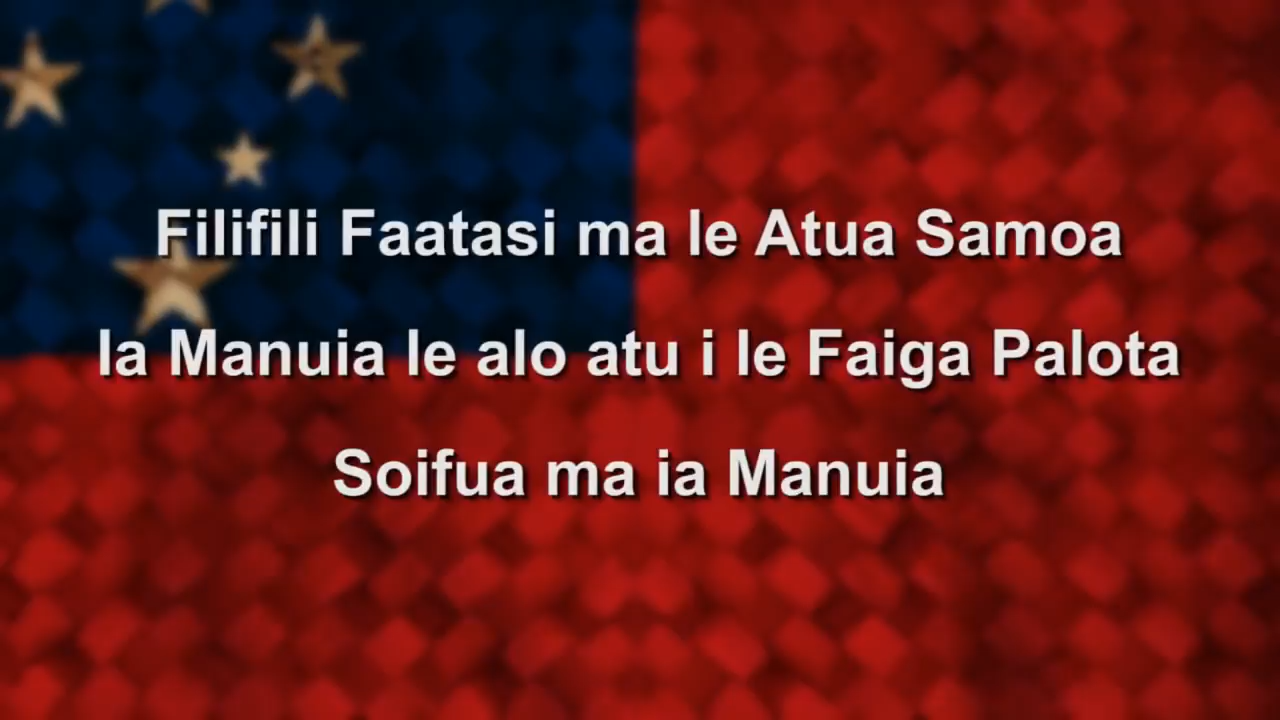 Filifili Faatasi ma le Atua Samoa
Ia Manuia le alo atu i le Faiga Palota
Soifua ma ia Manuia